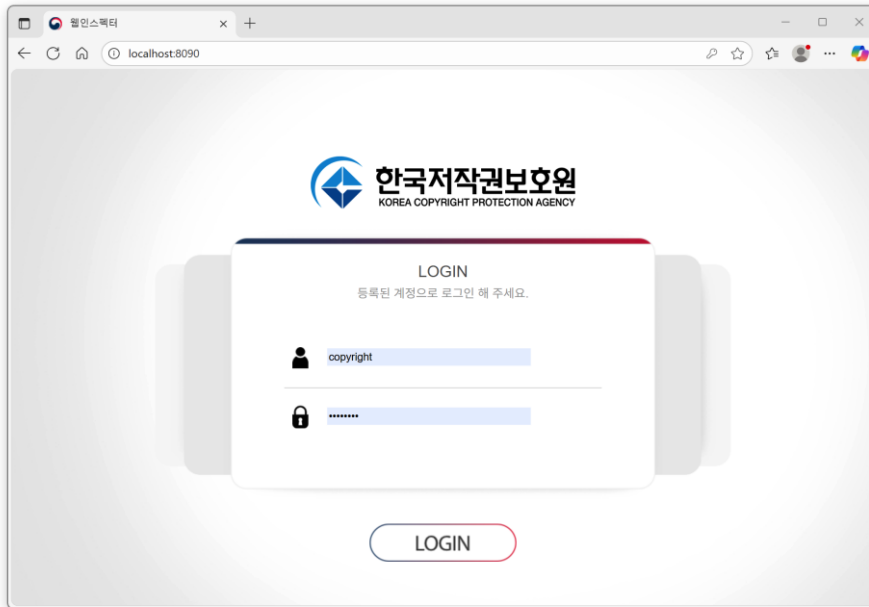 웹인스펙터
localhost:8090
한국저작권보호원
KOREA COPYRIGHT PROTECTION AGENCY
LOGIN
등록된 계정으로 로그인 해 주세요.
copyright
••••••••
LOGIN